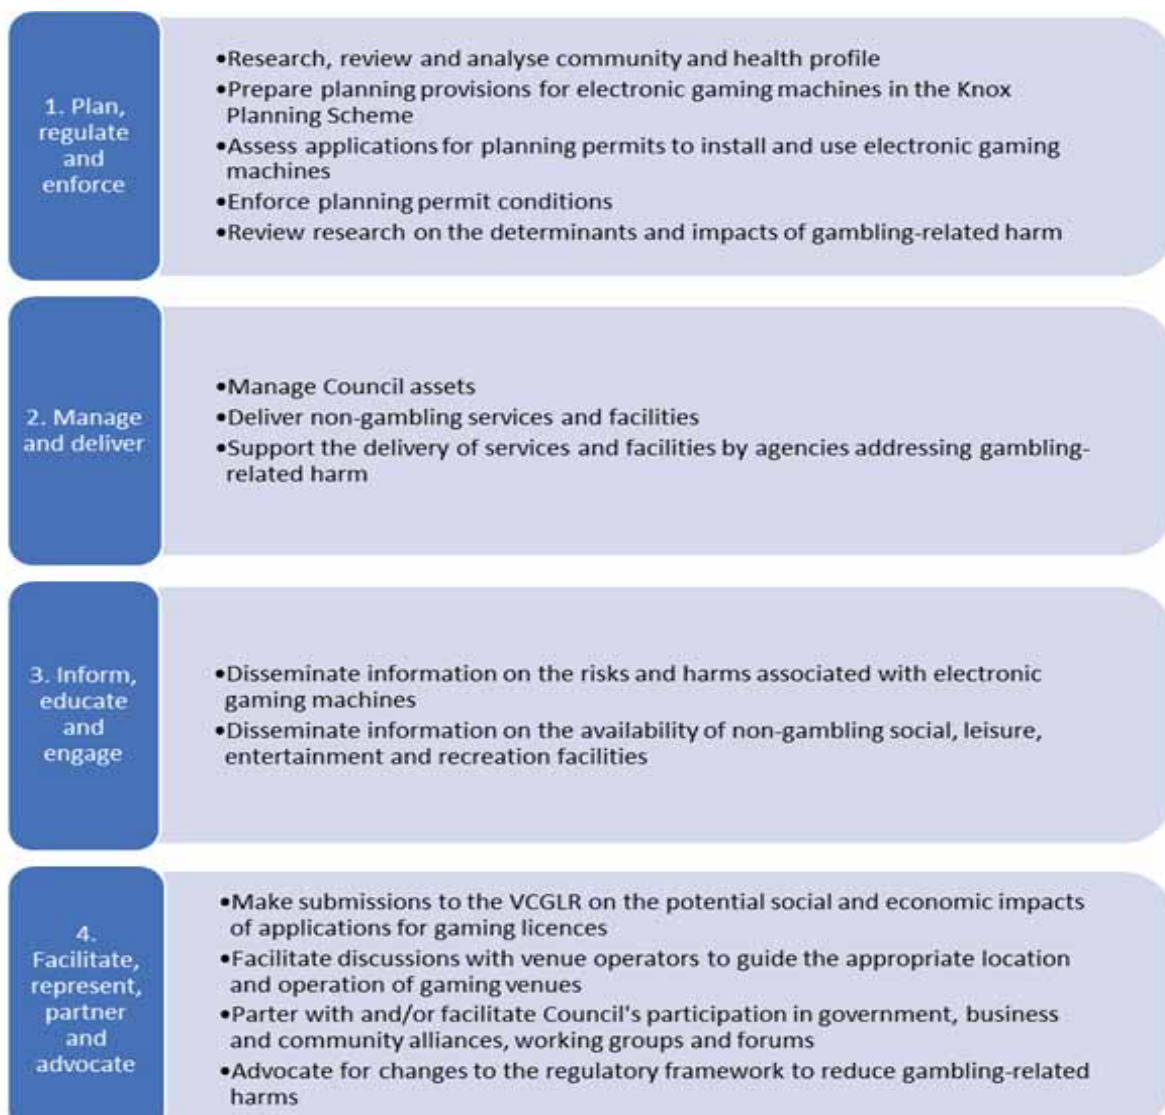 1. Plan,
regulate
and
enforce
•Research, review and analyse community and health profile
•Prepare planning provisions for electronic gaming machines in the Knox
Planning Scheme
•Assess applications for planning permits to install and use electronic gaming
machines
•Enforce planning permit conditions
•Review research on the determinants and impacts of gambling-related harm
2. Manage
and deliver
•Manage Council assets
•Deliver non-gambling services and facilities
•Support the delivery of services and facilities by agencies addressing gambling-
related harm
3. Inform,
educate
and
engage
•Disseminate information on the risks and harms associated with electronic
gaming machines
•Disseminate information on the availability of non-gambling social, leisure,
entertainment and recreation facilities
4.
Facilitate,
represent,
partner
and
advocate
•Make submissions to the VCGLR on the potential social and economic impacts
of applications for gaming licences
•Facilitate discussions with venue operators to guide the appropriate location
and operation of gaming venues
•Parter with and/or facilitate Council's participation in government, business
and community alliances, working groups and forums
•Advocate for changes to the regulatory framework to reduce gambling-related
harms